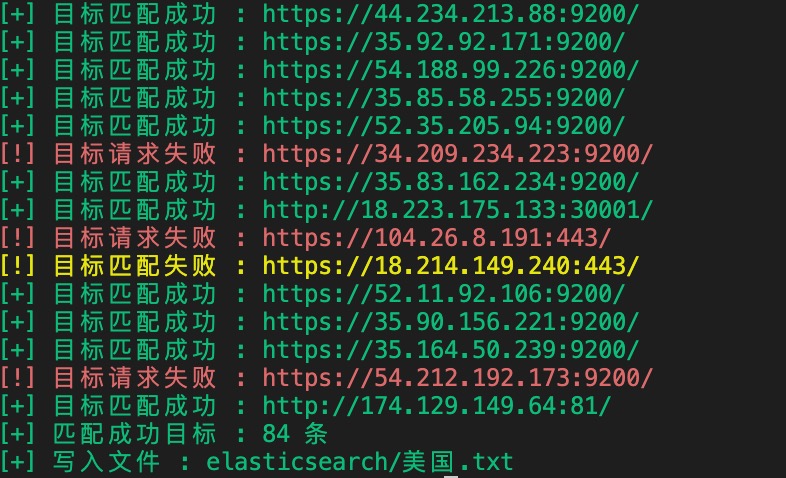 [+] 目标匹配成功 : https://44.234.213.88:9200/
[+] 目标匹配成功 : https://35.92.92.171:9200/
[+] 目标匹配成功 : https://54.188.99.226:9200/
[+] 目标匹配成功 : https://35.85.58.255:9200/
[+] 目标匹配成功 : https://52.35.205.94:9200/
[!] 目标请求失败 : https://34.209.234.223:9200/
[+] 目标匹配成功 : https://35.83.162.234:9200/
[+] 目标匹配成功 : http://18.223.175.133:30001/
[!] 目标请求失败 : https://104.26.8.191:443/
[!] 目标匹配失败 : https://18.214.149.240:443/
[+] 目标匹配成功 : https://52.11.92.106:9200/
[+] 目标匹配成功 : https://35.90.156.221:9200/
[+] 目标匹配成功 : https://35.164.50.239:9200/
[!] 目标请求失败 : https://54.212.192.173:9200/
[+] 目标匹配成功 : http://174.129.149.64:81/
[+] 匹配成功目标 : 84 条
[+] 写入文件 : elasticsearch/美国.txt